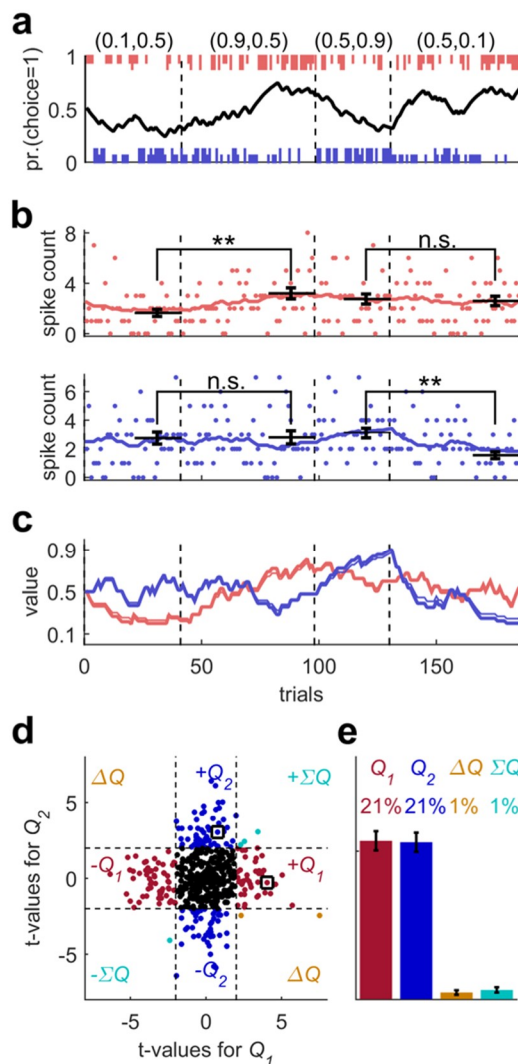 a
(0.1,0.5) (0.9,0.5) (0.5,0.9) (0.5,0.1)
pr.(choice=1)
1
0.5
0
b
spike count
8
4
0
**
n.s.
spike count
6
4
2
0
n.s.
**
c
value
0.9
0.5
0.1
0 50 100 150
trials
d
t-values for Q2
5
0
-5
ΔQ
+Q2
+ΣQ
-Q1
+Q1
-ΣQ
-Q2
ΔQ
-5 0 5
t-values for Q1
e
Q1 Q2 ΔQ ΣQ
21% 21% 1% 1%